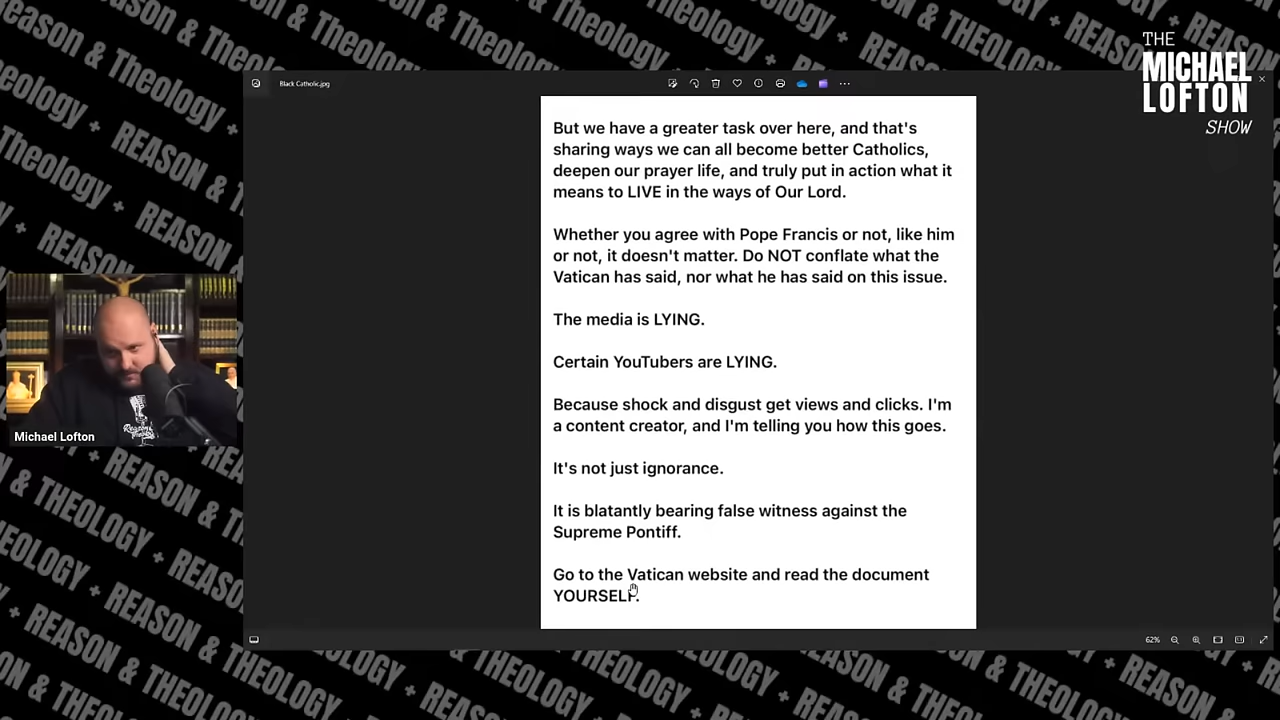 THE
MICHAEL
LOFTON
SHOW
Black Catholic.jpg
But we have a greater task over here, and that's
sharing ways we can all become better Catholics,
deepen our prayer life, and truly put in action what it
means to LIVE in the ways of Our Lord.
Whether you agree with Pope Francis or not, like him
or not, it doesn't matter. Do NOT conflate what the
Vatican has said, nor what he has said on this issue.
The media is LYING.
Certain YouTubers are LYING.
Because shock and disgust get views and clicks. I'm
a content creator, and I'm telling you how this goes.
It's not just ignorance.
It is blatantly bearing false witness against the
Supreme Pontiff.
Go to the Vatican website and read the document
YOURSELF.
Michael Lofton
62%
REASON & THEOLOGY + REASON & THEOLOGY